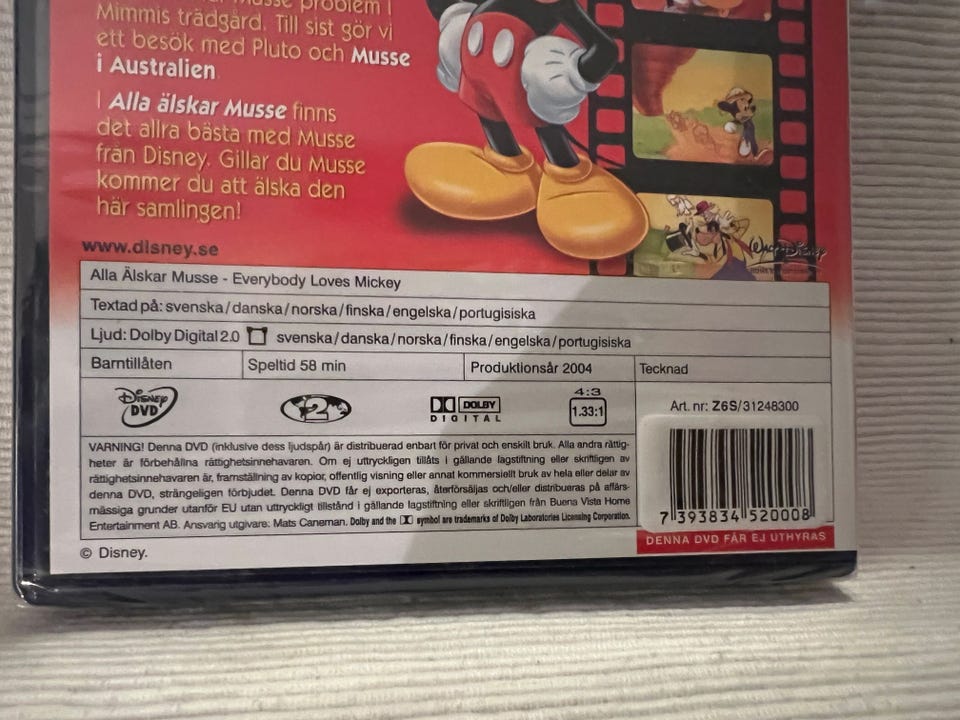 Musse problem i
Mimmis trädgård. Till sist gör vi
ett besök med Pluto och Musse
i Australien.
I Alla älskar Musse finns
det allra bästa med Musse
från Disney. Gillar du Musse
kommer du att älska den
här samlingen!
www.disney.se
Walt Disney
Alla Älskar Musse - Everybody Loves Mickey
Textad på: svenska/danska/norska/finska/engelska/portugisiska
Ljud: Dolby Digital 2.0 svenska/danska/norska/finska/engelska/portugisiska
Barntillåten Speltid 58 min Produktionsår 2004 Tecknad
Disney DVD 2 DOLBY DIGITAL 4:3 1.33:1
Art. nr: Z6S/31248300
VARNING! Denna DVD (inklusive dess ljudspår) är distribuerad enbart för privat och enskilt bruk. Alla andra rättig-
heter är förbehållna rättighetsinnehavaren. Om ej uttryckligen tillåts i gällande lagstiftning eller skriftligen av
rättighetsinnehavaren är, framställning av kopior, offentlig visning eller annat kommersiellt bruk av hela eller delar av
denna DVD, strängeligen förbjudet. Denna DVD får ej exporteras, återförsäljas och/eller distribueras på affärs-
mässiga grunder utanför EU utan uttryckligt tillstånd i gällande lagstiftning eller skriftligen från Buena Vista Home
Entertainment AB. Ansvarig utgivare: Mats Caneman. Dolby and the symbol are trademarks of Dolby Laboratories Licensing Corporation.
7 393834 520008
DENNA DVD FÅR EJ UTHYRAS
© Disney.